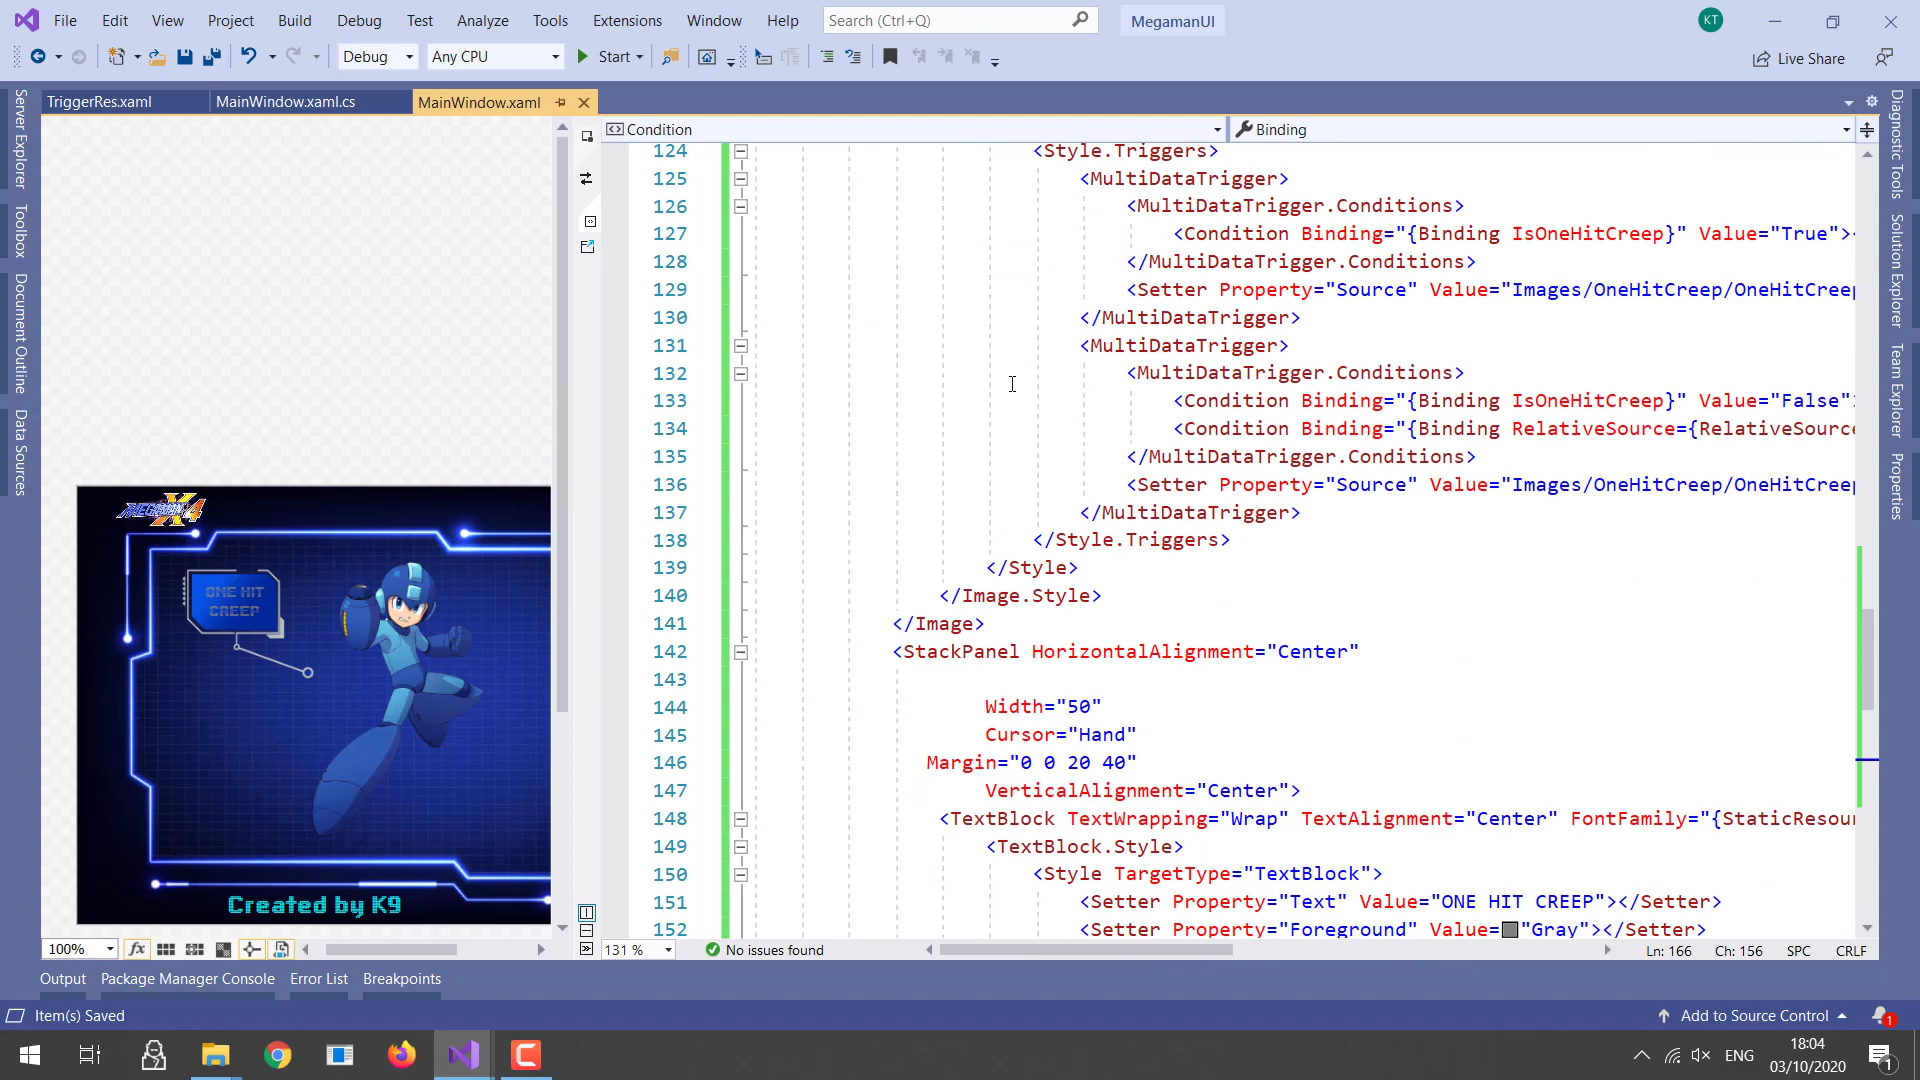 File Edit View Project Build Debug Test Analyze Tools Extensions Window Help Search (Ctrl+Q) MegamanUI KT
Debug Any CPU Start Live Share
TriggerRes.xaml MainWindow.xaml.cs MainWindow.xaml
Server Explorer
Toolbox
Document Outline
Data Sources
Condition Binding
124 <Style.Triggers>
125 <MultiDataTrigger>
126 <MultiDataTrigger.Conditions>
127 <Condition Binding="{Binding IsOneHitCreep}" Value="True"><
128 </MultiDataTrigger.Conditions>
129 <Setter Property="Source" Value="Images/OneHitCreep/OneHitCreep
130 </MultiDataTrigger>
131 <MultiDataTrigger>
132 <MultiDataTrigger.Conditions>
133 <Condition Binding="{Binding IsOneHitCreep}" Value="False">
134 <Condition Binding="{Binding RelativeSource={RelativeSource
135 </MultiDataTrigger.Conditions>
136 <Setter Property="Source" Value="Images/OneHitCreep/OneHitCreep
137 </MultiDataTrigger>
138 </Style.Triggers>
139 </Style>
140 </Image.Style>
141 </Image>
142 <StackPanel HorizontalAlignment="Center"
143
144 Width="50"
145 Cursor="Hand"
146 Margin="0 0 20 40"
147 VerticalAlignment="Center">
148 <TextBlock TextWrapping="Wrap" TextAlignment="Center" FontFamily="{StaticResour
149 <TextBlock.Style>
150 <Style TargetType="TextBlock">
151 <Setter Property="Text" Value="ONE HIT CREEP"></Setter>
152 <Setter Property="Foreground" Value="Gray"></Setter>
MEGAMAN X4
ONE HIT
CREEP
Created by K9
Diagnostic Tools
Solution Explorer
Team Explorer
Properties
100% fx 131 % No issues found Ln: 166 Ch: 156 SPC CRLF
Output Package Manager Console Error List Breakpoints
Item(s) Saved Add to Source Control 1
ENG 18:04
03/10/2020 1